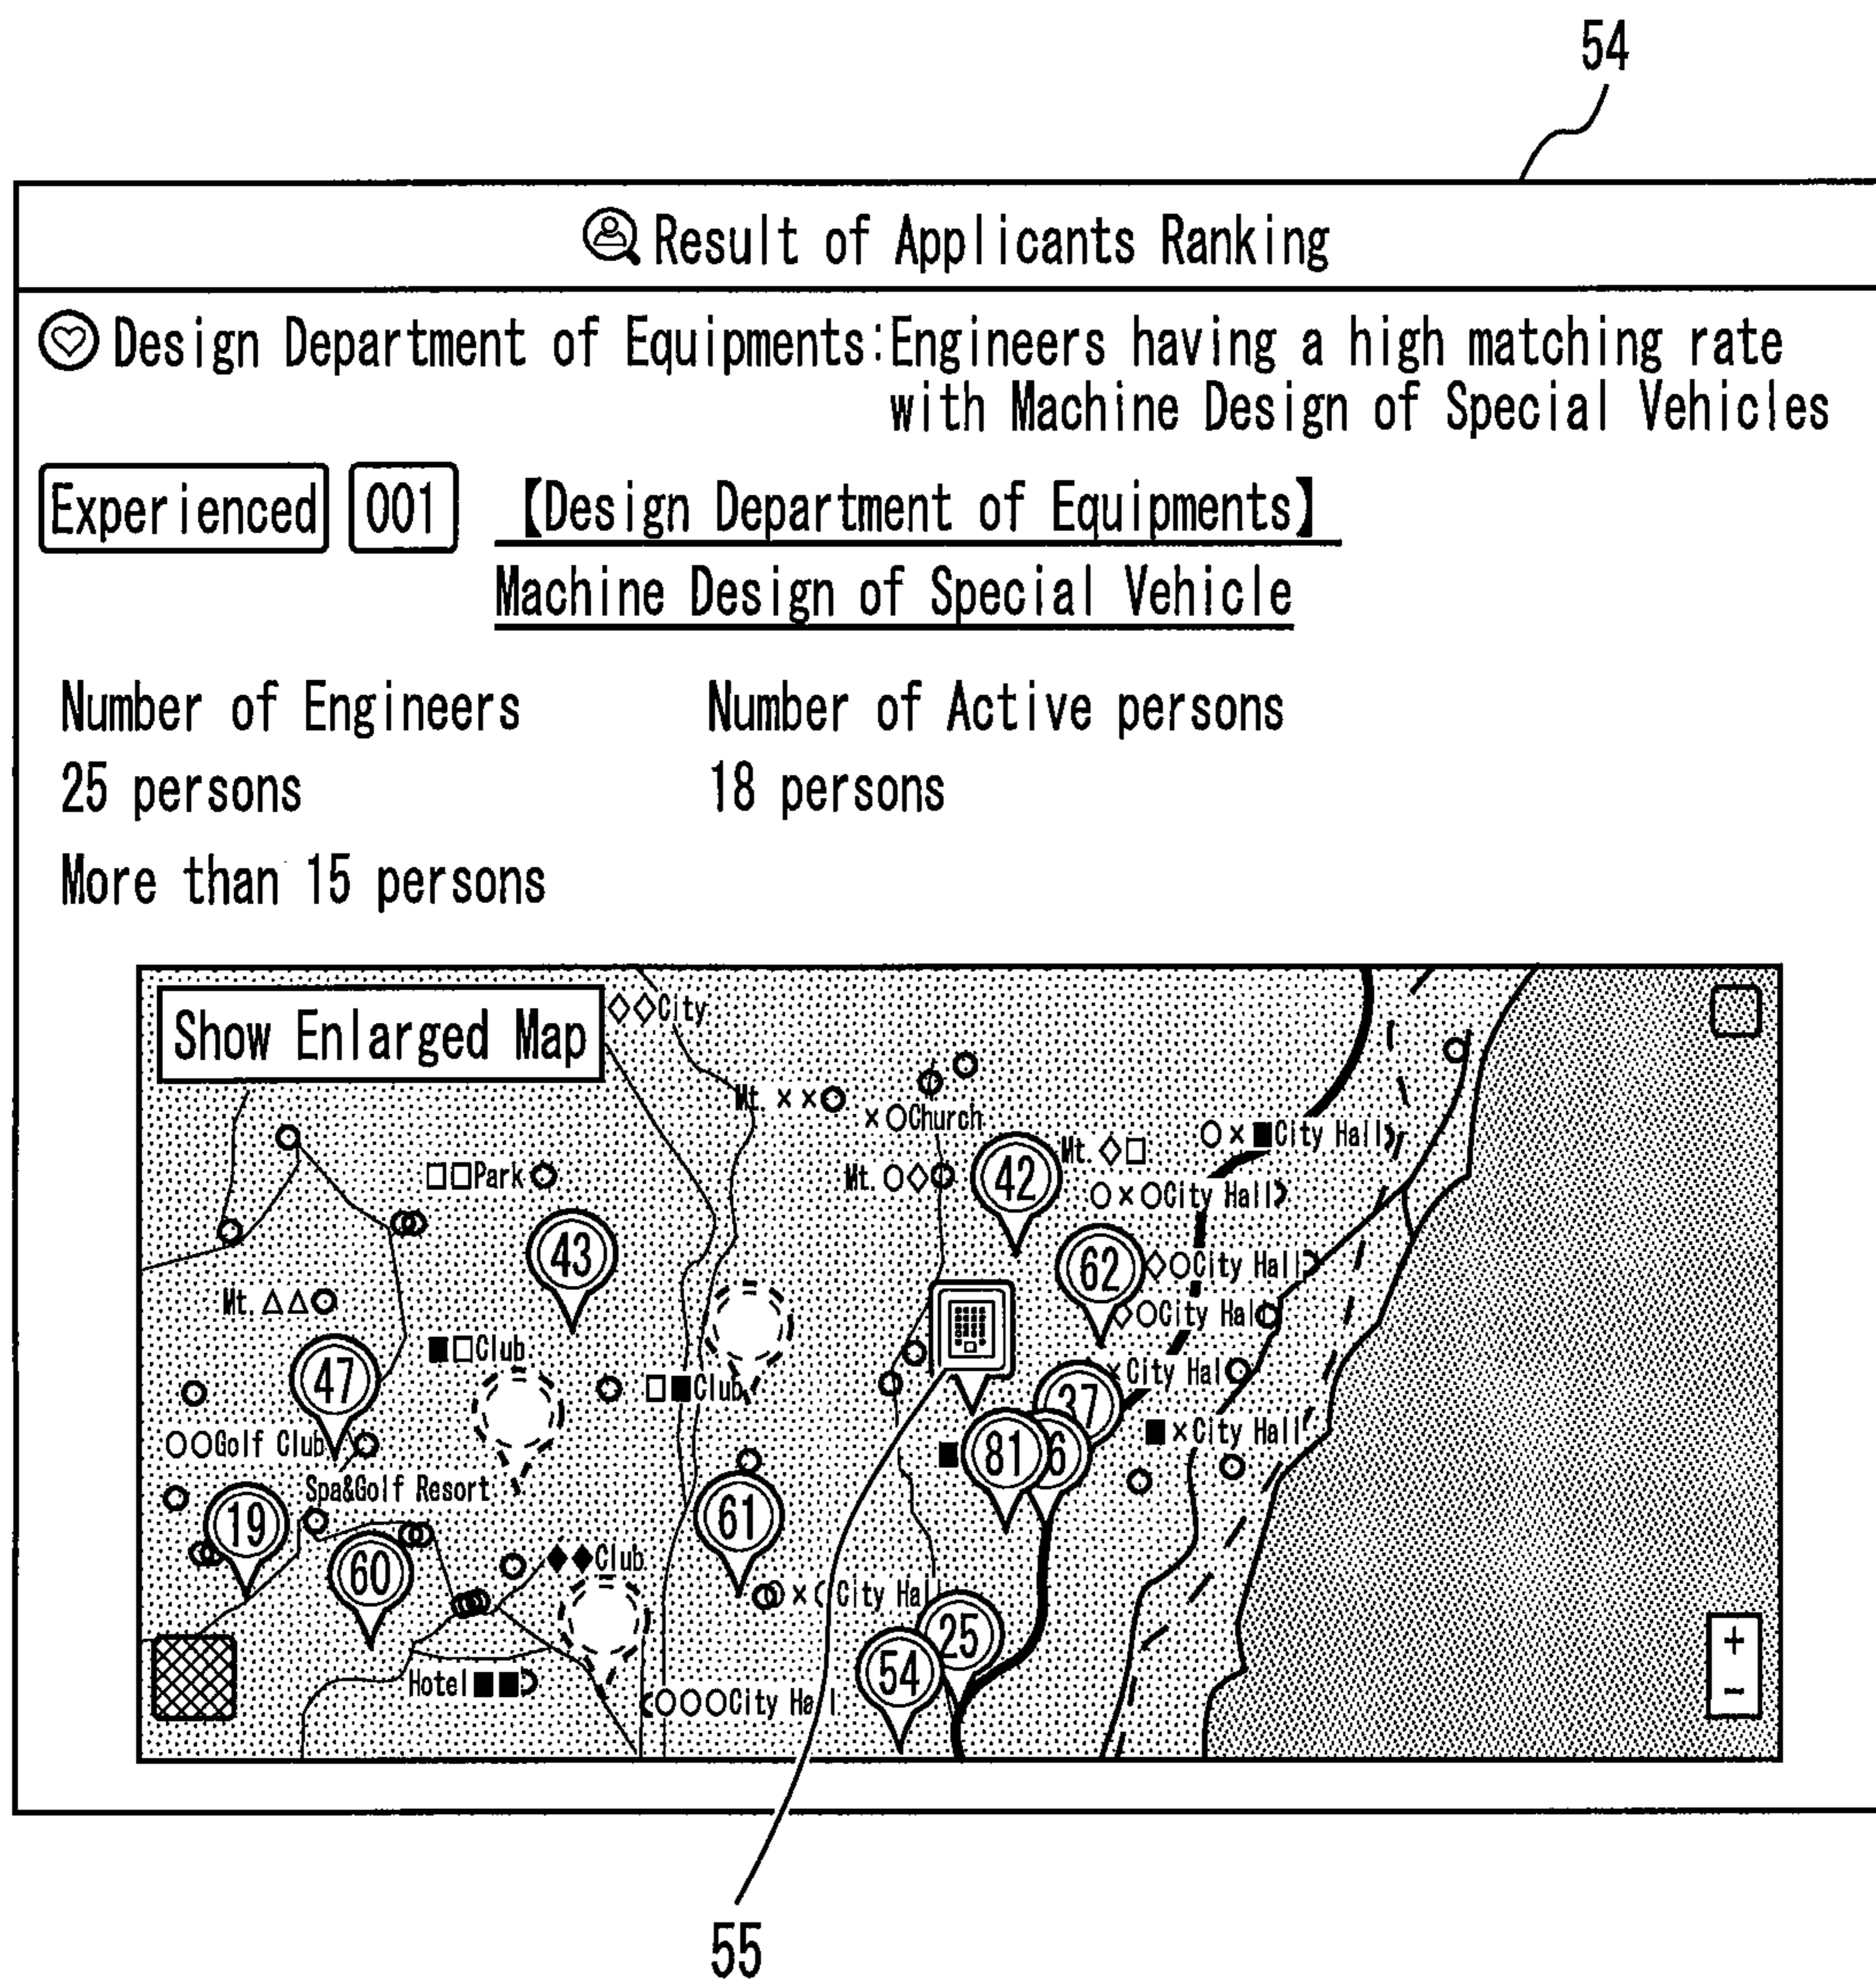 54
Result of Applicants Ranking
Design Department of Equipments:Engineers having a high matching rate
with Machine Design of Special Vehicles
Experienced 001 【Design Department of Equipments】
Machine Design of Special Vehicle
Number of Engineers Number of Active persons
25 persons 18 persons
More than 15 persons
Show Enlarged Map
◇◇City
Mt. ××
×○Church
○×■City Hall
Mt. ◇□
□□Park
Mt. ○◇
42
○×○City Hall
43
62
◇○City Hall
Mt. △△
◇○City Hall
■□Club
47
□■Club
×City Hal
37
○○Golf Club
■×City Hall
81
6
Spa&Golf Resort
19
61
60
◆◆Club
× City Hal
25
54
Hotel■■
○○○City Hall
+
-
55